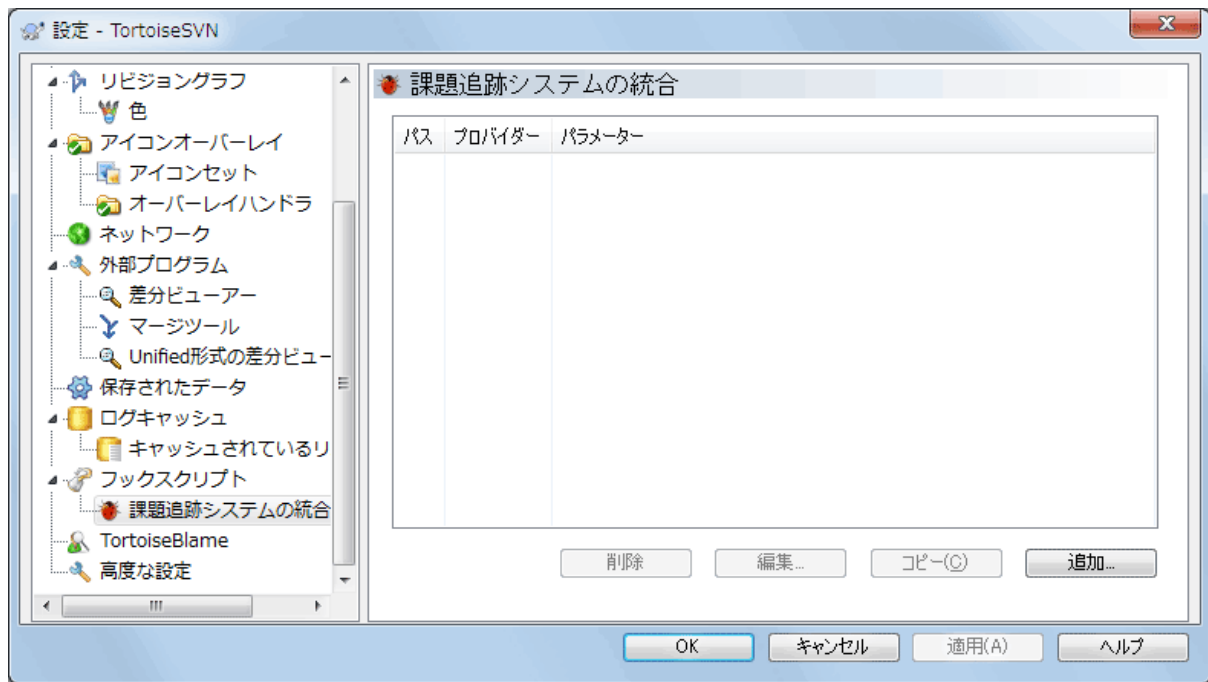 設定 - TortoiseSVN
リビジョングラフ
色
アイコンオーバーレイ
アイコンセット
オーバーレイハンドラ
ネットワーク
外部プログラム
差分ビューアー
マージツール
Unified形式の差分ビュー
保存されたデータ
ログキャッシュ
キャッシュされているリ
フックスクリプト
課題追跡システムの統合
TortoiseBlame
高度な設定
課題追跡システムの統合
パス プロバイダー パラメーター
削除 編集... コピー(C) 追加...
OK キャンセル 適用(A) ヘルプ